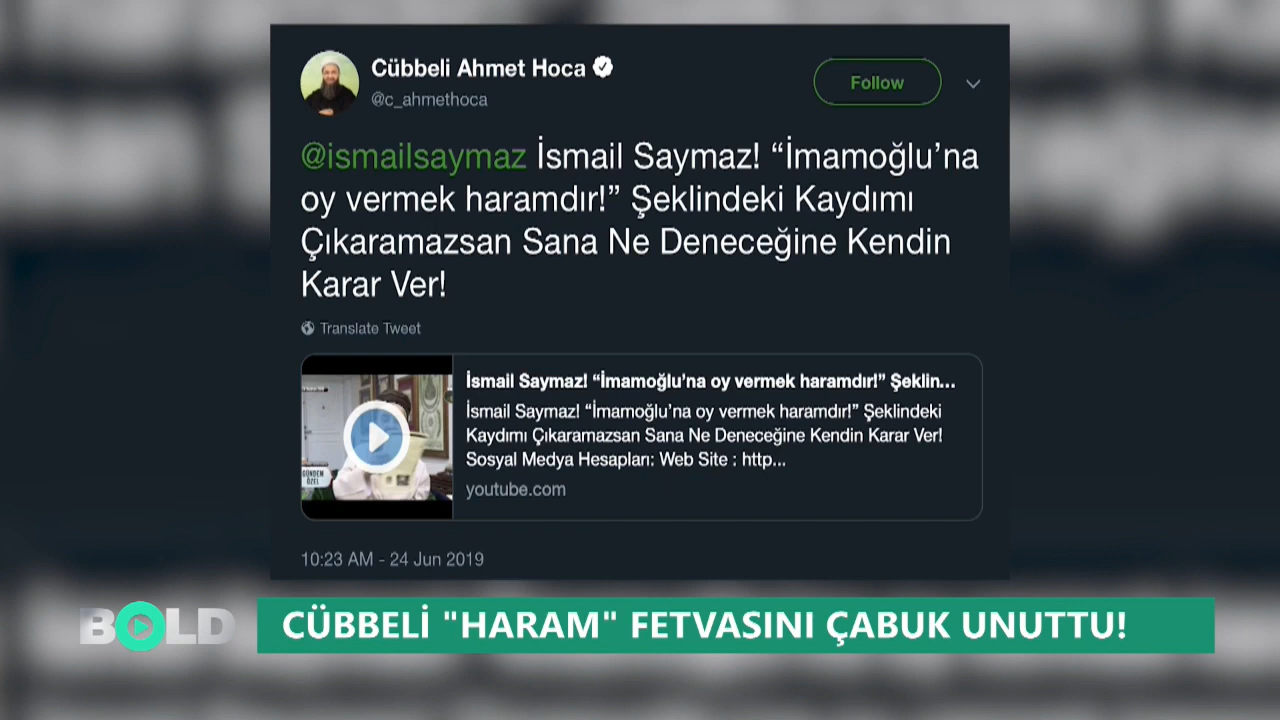 Cübbeli Ahmet Hoca
@c_ahmethoca
Follow
@ismailsaymaz İsmail Saymaz! “İmamoğlu’na
oy vermek haramdır!” Şeklindeki Kaydımı
Çıkaramazsan Sana Ne Deneceğine Kendin
Karar Ver!
Translate Tweet
İsmail Saymaz! “İmamoğlu’na oy vermek haramdır!” Şeklin...
İsmail Saymaz! “İmamoğlu’na oy vermek haramdır!” Şeklindeki
Kaydımı Çıkaramazsan Sana Ne Deneceğine Kendin Karar Ver!
Sosyal Medya Hesapları: Web Site : http...
youtube.com
GÜNDEM
ÖZEL
10:23 AM - 24 Jun 2019
BOLD
CÜBBELİ "HARAM" FETVASINI ÇABUK UNUTTU!